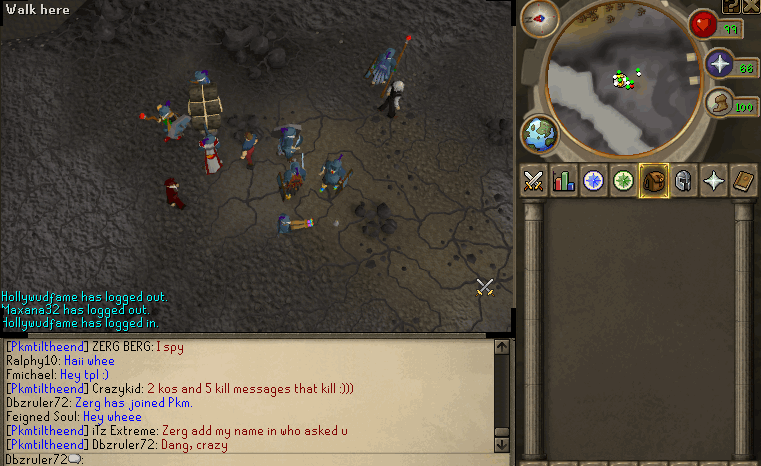 Walk here
?
99
66
100
Hollywudfame has logged out.
Maxana32 has logged out.
Hollywudfame has logged in.
[Pkmtiltheend] ZERG BERG: I spy
Ralphy10: Haii whee
Fmichael: Hey tpl :)
[Pkmtiltheend] Crazykid: 2 kos and 5 kill messages that kill :)))
Dbzruler72: Zerg has joined Pkm.
Feigned Soul: Hey wheee
[Pkmtiltheend] iTz Extreme: Zerg add my name in who asked u
[Pkmtiltheend] Dbzruler72: Dang, crazy
Dbzruler72: